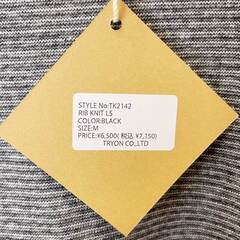 STYLE No:TK2142
RIB KNIT LS
COLOR:BLACK
SIZE:M
PRICE:¥6,500( 税込 ¥7,150)
TRYON CO.,LTD